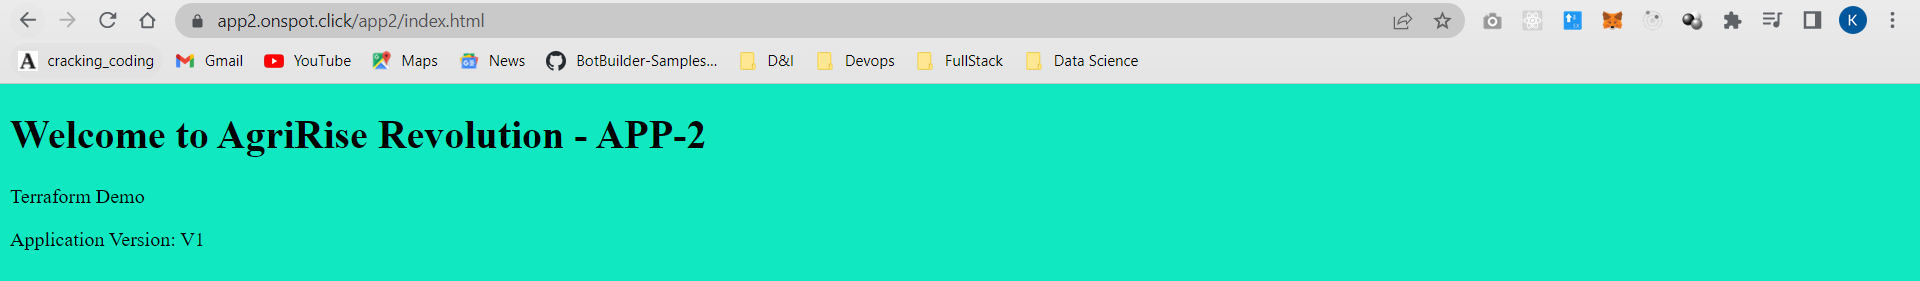 app2.onspot.click/app2/index.html
K
A cracking_coding Gmail YouTube Maps News BotBuilder-Samples... D&I Devops FullStack Data Science
Welcome to AgriRise Revolution - APP-2
Terraform Demo
Application Version: V1